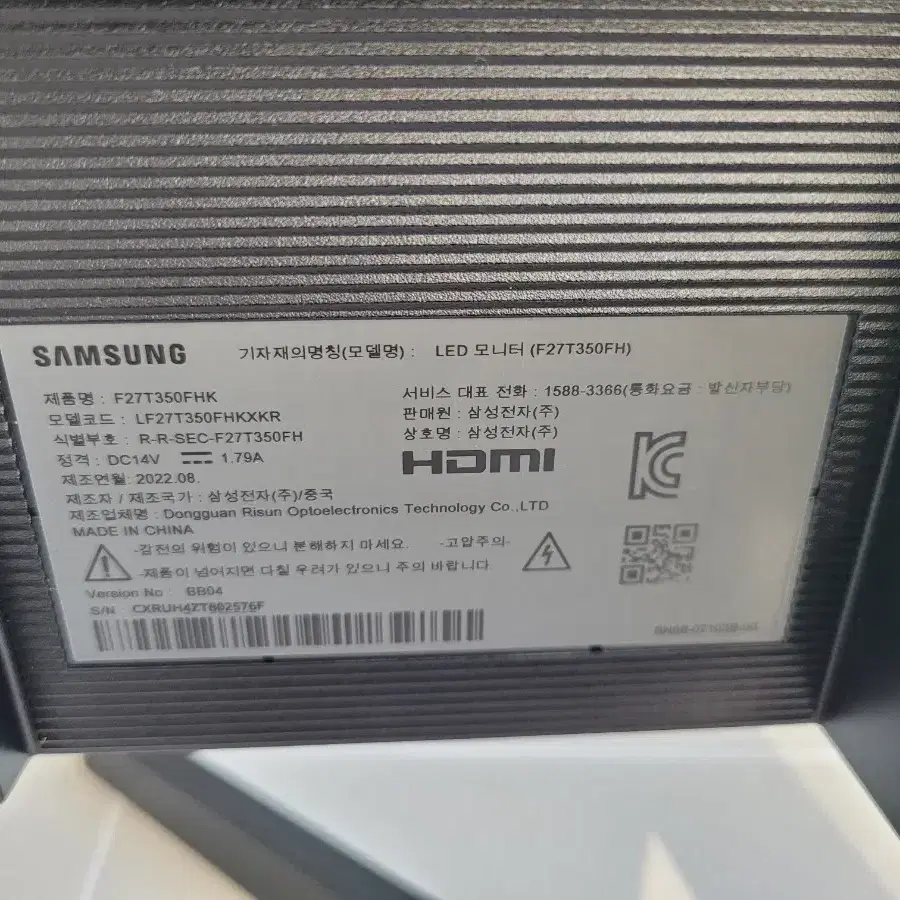 SAMSUNG
기자재의명칭(모델명) : LED 모니터 (F27T350FH)
제품명 : F27T350FHK
모델코드 : LF27T350FHKXKR
식별부호 : R-R-SEC-F27T350FH
정격 : DC14V 1.79A
제조연월: 2022.08.
제조자 / 제조국가 : 삼성전자(주)/중국
제조업체명 : Dongguan Risun Optoelectronics Technology Co.,LTD
MADE IN CHINA
서비스 대표 전화 : 1588-3366(통화요금 : 발신자부담)
판매원 : 삼성전자(주)
상호명 : 삼성전자(주)
HDMI
-감전의 위험이 있으니 분해하지 마세요. -고압주의-
-제품이 넘어지면 다칠 우려가 있으니 주의 바랍니다.
Version No : BB04
S/N CXRUH4ZT802576F